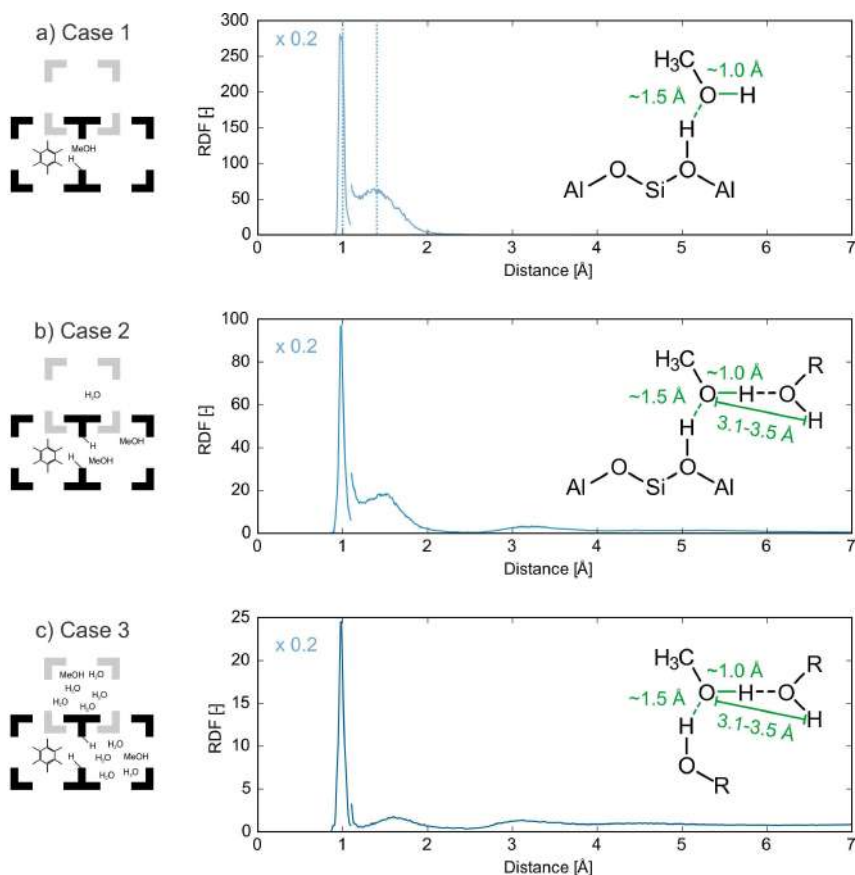 a) Case 1
MeOH
H
x 0.2
300
250
200
150
100
50
0
RDF [-]
0 1 2 3 4 5 6 7
Distance [Å]
H₃C
~1.0 Å
~1.5 Å
O H
H
O O
Al Si Al
b) Case 2
H₂O
H
MeOH
H
MeOH
x 0.2
100
80
60
40
20
0
RDF [-]
0 1 2 3 4 5 6 7
Distance [Å]
R
H₃C
~1.0 Å
~1.5 Å
O H O
H
3.1-3.5 Å
H
O O
Al Si Al
c) Case 3
MeOH H₂O
H₂O
H₂O
H₂O H₂O
H H₂O
H
H₂O MeOH
H₂O H₂O
x 0.2
25
20
15
10
5
0
RDF [-]
0 1 2 3 4 5 6 7
Distance [Å]
R
H₃C
~1.0 Å
~1.5 Å
O H O
H
3.1-3.5 Å
H
O
R